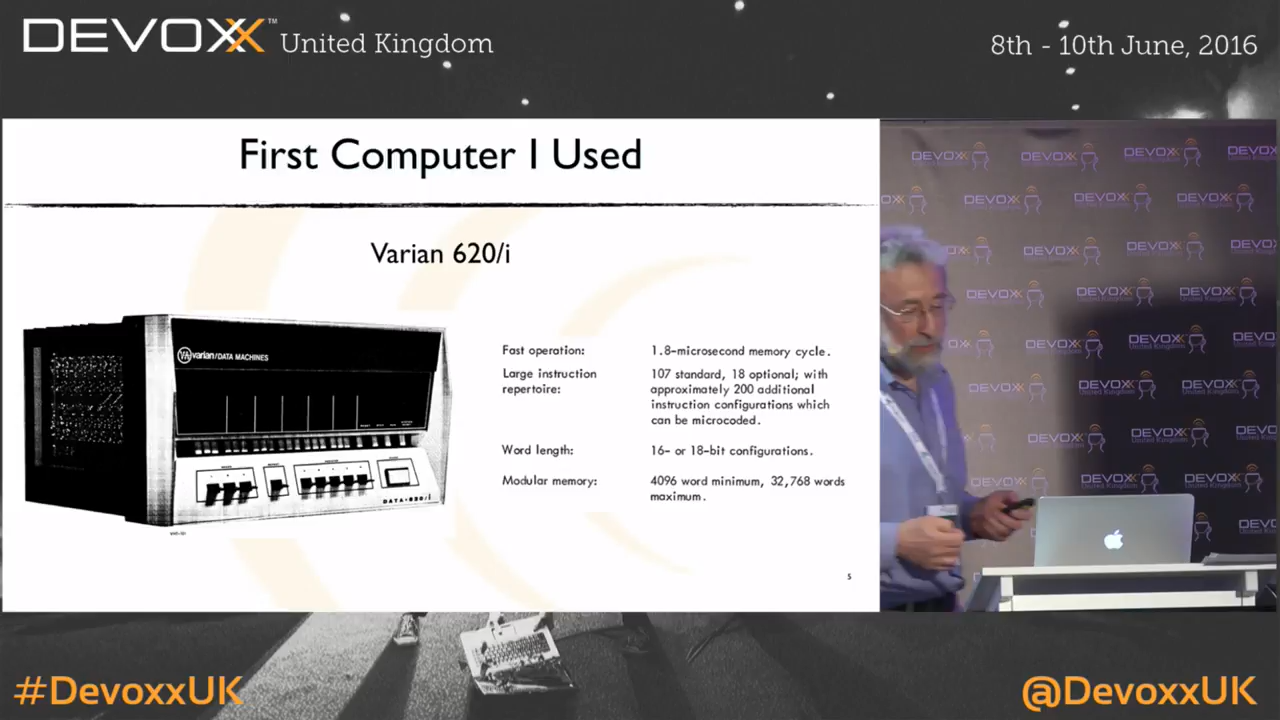 DEVOXX™ United Kingdom
8th - 10th June, 2016
First Computer I Used
Varian 620/i
varian/DATA MACHINES
DATA-620/i
Fast operation: 1.8-microsecond memory cycle.
Large instruction repertoire: 107 standard, 18 optional; with
approximately 200 additional
instruction configurations which
can be microcoded.
Word length: 16- or 18-bit configurations.
Modular memory: 4096 word minimum, 32,768 words
maximum.
5
DEVOXX
United Kingdom
#DevoxxUK
@DevoxxUK